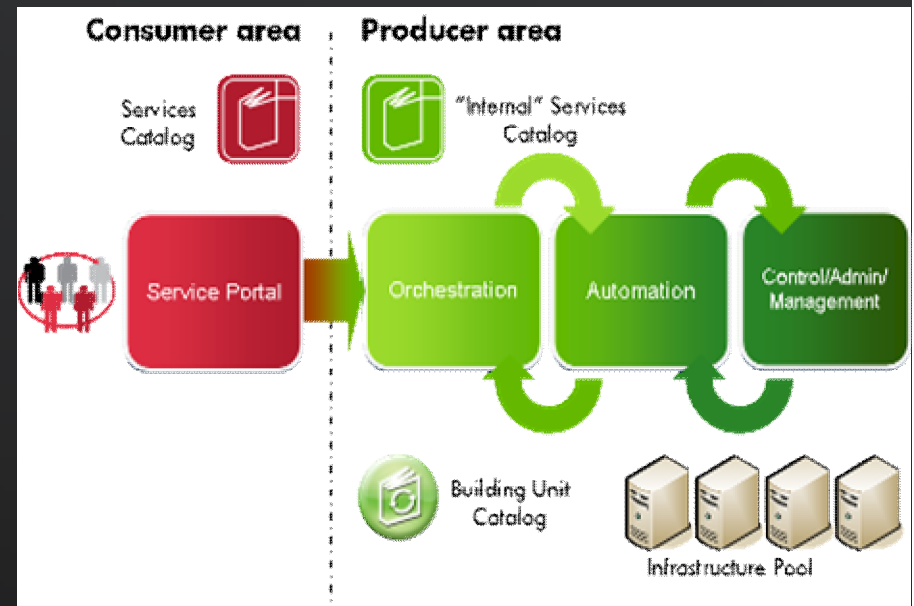 Consumer area
Producer area
Services
Catalog
"Internal" Services
Catalog
Service Portal
Orchestration
Automation
Control/Admin/
Management
Building Unit
Catalog
Infrastructure Pool